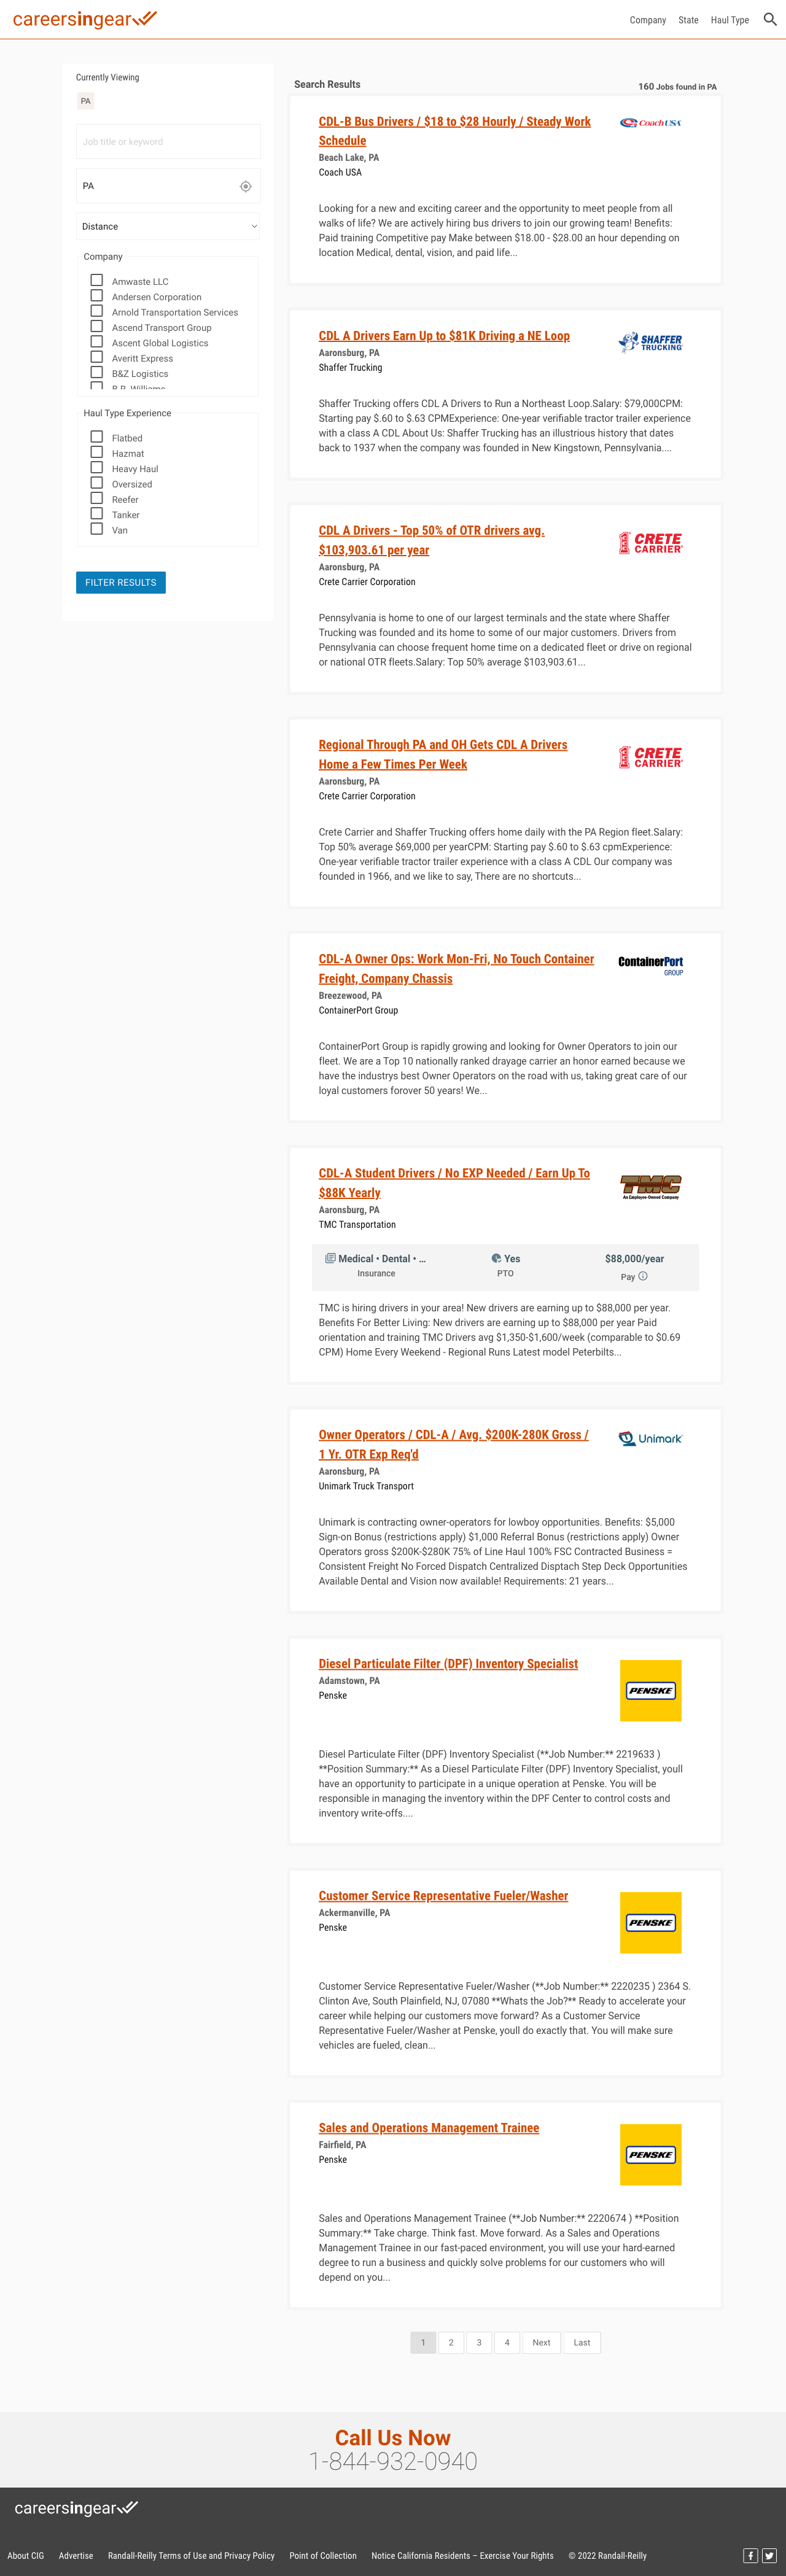 careersingear
Company State Haul Type
Currently Viewing
PA
Job title or keyword
PA
Distance
Company
Amwaste LLC
Andersen Corporation
Arnold Transportation Services
Ascend Transport Group
Ascent Global Logistics
Averitt Express
B&Z Logistics
B.R. Williams
Haul Type Experience
Flatbed
Hazmat
Heavy Haul
Oversized
Reefer
Tanker
Van
FILTER RESULTS
Search Results
160 Jobs found in PA
CDL-B Bus Drivers / $18 to $28 Hourly / Steady Work
Schedule
Beach Lake, PA
Coach USA
COACH USA
Looking for a new and exciting career and the opportunity to meet people from all
walks of life? We are actively hiring bus drivers to join our growing team! Benefits:
Paid training Competitive pay Make between $18.00 - $28.00 an hour depending on
location Medical, dental, vision, and paid life...
CDL A Drivers Earn Up to $81K Driving a NE Loop
Aaronsburg, PA
Shaffer Trucking
SHAFFER
TRUCKING
Shaffer Trucking offers CDL A Drivers to Run a Northeast Loop.Salary: $79,000CPM:
Starting pay $.60 to $.63 CPMExperience: One-year verifiable tractor trailer experience
with a class A CDL About Us: Shaffer Trucking has an illustrious history that dates
back to 1937 when the company was founded in New Kingstown, Pennsylvania....
CDL A Drivers - Top 50% of OTR drivers avg.
$103,903.61 per year
Aaronsburg, PA
Crete Carrier Corporation
CRETE
CARRIER
Pennsylvania is home to one of our largest terminals and the state where Shaffer
Trucking was founded and its home to some of our major customers. Drivers from
Pennsylvania can choose frequent home time on a dedicated fleet or drive on regional
or national OTR fleets.Salary: Top 50% average $103,903.61...
Regional Through PA and OH Gets CDL A Drivers
Home a Few Times Per Week
Aaronsburg, PA
Crete Carrier Corporation
CRETE
CARRIER
Crete Carrier and Shaffer Trucking offers home daily with the PA Region fleet.Salary:
Top 50% average $69,000 per yearCPM: Starting pay $.60 to $.63 cpmExperience:
One-year verifiable tractor trailer experience with a class A CDL Our company was
founded in 1966, and we like to say, There are no shortcuts...
CDL-A Owner Ops: Work Mon-Fri, No Touch Container
Freight, Company Chassis
Breezewood, PA
ContainerPort Group
ContainerPort
GROUP
ContainerPort Group is rapidly growing and looking for Owner Operators to join our
fleet. We are a Top 10 nationally ranked drayage carrier an honor earned because we
have the industrys best Owner Operators on the road with us, taking great care of our
loyal customers forover 50 years! We...
CDL-A Student Drivers / No EXP Needed / Earn Up To
$88K Yearly
Aaronsburg, PA
TMC Transportation
TMC
An Employee-Owned Company
Medical • Dental • ...
Insurance
Yes
PTO
$88,000/year
Pay
TMC is hiring drivers in your area! New drivers are earning up to $88,000 per year.
Benefits For Better Living: New drivers are earning up to $88,000 per year Paid
orientation and training TMC Drivers avg $1,350-$1,600/week (comparable to $0.69
CPM) Home Every Weekend - Regional Runs Latest model Peterbilts...
Owner Operators / CDL-A / Avg. $200K-280K Gross /
1 Yr. OTR Exp Req'd
Aaronsburg, PA
Unimark Truck Transport
Unimark
Unimark is contracting owner-operators for lowboy opportunities. Benefits: $5,000
Sign-on Bonus (restrictions apply) $1,000 Referral Bonus (restrictions apply) Owner
Operators gross $200K-$280K 75% of Line Haul 100% FSC Contracted Business =
Consistent Freight No Forced Dispatch Centralized Disptach Step Deck Opportunities
Available Dental and Vision now available! Requirements: 21 years...
Diesel Particulate Filter (DPF) Inventory Specialist
Adamstown, PA
Penske
PENSKE
Diesel Particulate Filter (DPF) Inventory Specialist (**Job Number:** 2219633 )
**Position Summary:** As a Diesel Particulate Filter (DPF) Inventory Specialist, youll
have an opportunity to participate in a unique operation at Penske. You will be
responsible in managing the inventory within the DPF Center to control costs and
inventory write-offs....
Customer Service Representative Fueler/Washer
Ackermanville, PA
Penske
PENSKE
Customer Service Representative Fueler/Washer (**Job Number:** 2220235 ) 2364 S.
Clinton Ave, South Plainfield, NJ, 07080 **Whats the Job?** Ready to accelerate your
career while helping our customers move forward? As a Customer Service
Representative Fueler/Washer at Penske, youll do exactly that. You will make sure
vehicles are fueled, clean...
Sales and Operations Management Trainee
Fairfield, PA
Penske
PENSKE
Sales and Operations Management Trainee (**Job Number:** 2220674 ) **Position
Summary:** Take charge. Think fast. Move forward. As a Sales and Operations
Management Trainee in our fast-paced environment, you will use your hard-earned
degree to run a business and quickly solve problems for our customers who will
depend on you...
1 2 3 4 Next Last
Call Us Now
1-844-932-0940
careersingear
About CIG Advertise Randall-Reilly Terms of Use and Privacy Policy Point of Collection Notice California Residents – Exercise Your Rights © 2022 Randall-Reilly